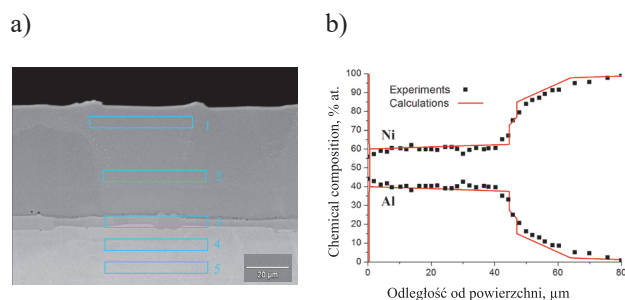 a)
b)
1
2
3
4
5
20 µm
Chemical composition, % at.
100
90
80
70
60
50
40
30
20
10
0
Experiments
Calculations
Ni
Al
0 20 40 60 80
Odległość od powierzchni, µm